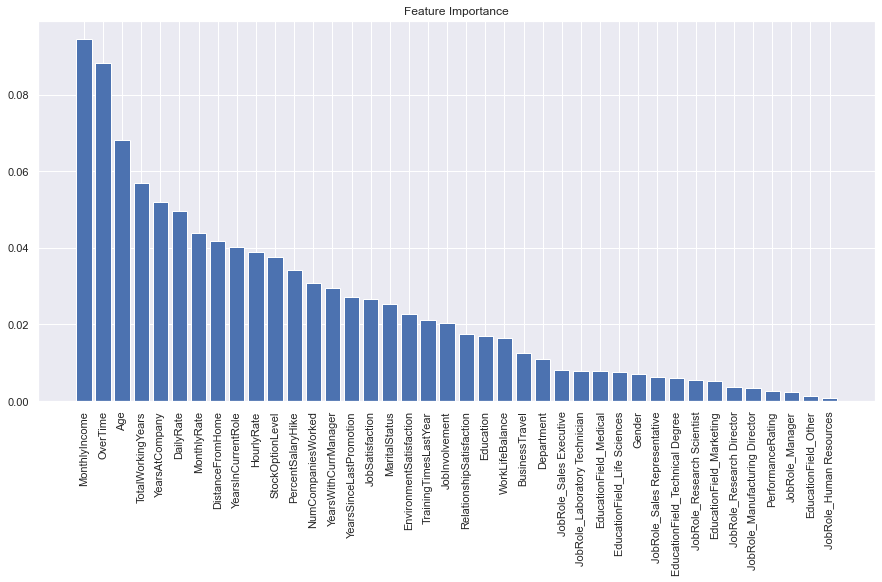 Feature Importance
0.08
0.06
0.04
0.02
0.00
MonthlyIncome
OverTime
Age
TotalWorkingYears
YearsAtCompany
DailyRate
MonthlyRate
DistanceFromHome
YearsInCurrentRole
HourlyRate
StockOptionLevel
PercentSalaryHike
NumCompaniesWorked
YearsWithCurrManager
YearsSinceLastPromotion
JobSatisfaction
MaritalStatus
EnvironmentSatisfaction
TrainingTimesLastYear
JobInvolvement
RelationshipSatisfaction
Education
WorkLifeBalance
BusinessTravel
Department
JobRole_Sales Executive
JobRole_Laboratory Technician
EducationField_Medical
EducationField_Life Sciences
Gender
JobRole_Sales Representative
EducationField_Technical Degree
JobRole_Research Scientist
EducationField_Marketing
JobRole_Research Director
JobRole_Manufacturing Director
PerformanceRating
JobRole_Manager
EducationField_Other
JobRole_Human Resources